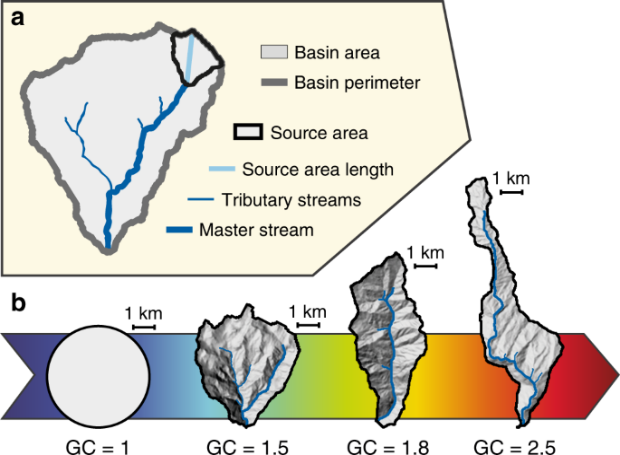 a
Basin area
Basin perimeter
Source area
Source area length
Tributary streams
Master stream
1 km
1 km
b
1 km
1 km
GC = 1
GC = 1.5
GC = 1.8
GC = 2.5